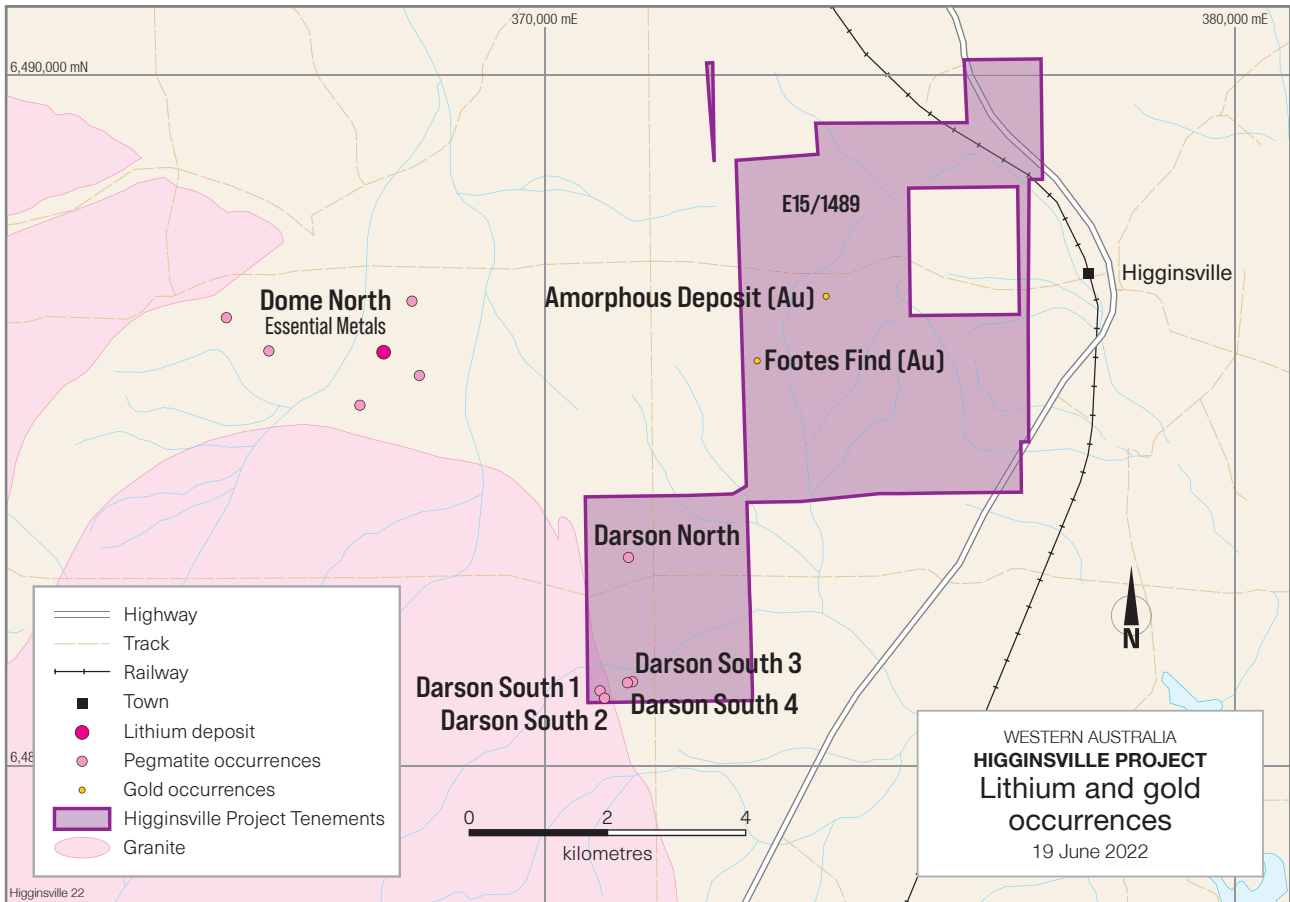 370,000 mE
380,000 mE
6,490,000 mN
E15/1489
Higginsville
Dome North
Essential Metals
Amorphous Deposit (Au)
Footes Find (Au)
Darson North
Darson South 3
Darson South 1
Darson South 4
Darson South 2
N
6,48
Highway
Track
Railway
Town
Lithium deposit
Pegmatite occurrences
Gold occurrences
Higginsville Project Tenements
Granite
0 2 4
kilometres
WESTERN AUSTRALIA
HIGGINSVILLE PROJECT
Lithium and gold
occurrences
19 June 2022
Higginsville 22